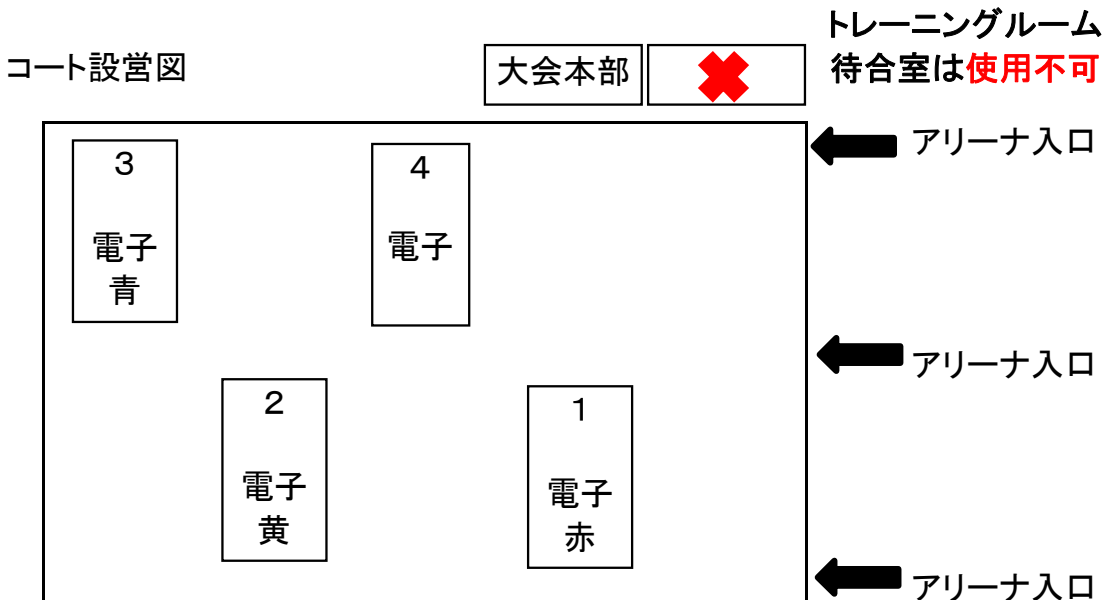 トレーニングルーム
待合室は使用不可
コート設営図
大会本部
アリーナ入口
3
電子
青
4
電子
アリーナ入口
2
電子
黄
1
電子
赤
アリーナ入口